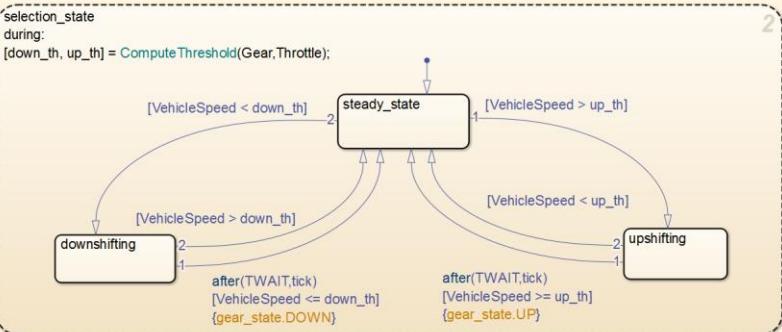 selection_state
2
during:
[down_th, up_th] = ComputeThreshold(Gear,Throttle);
[VehicleSpeed < down_th]
2
steady_state
1
[VehicleSpeed > up_th]
[VehicleSpeed > down_th]
[VehicleSpeed < up_th]
downshifting
2
1
2
1
upshifting
after(TWAIT,tick)
[VehicleSpeed <= down_th]
{gear_state.DOWN}
after(TWAIT,tick)
[VehicleSpeed >= up_th]
{gear_state.UP}